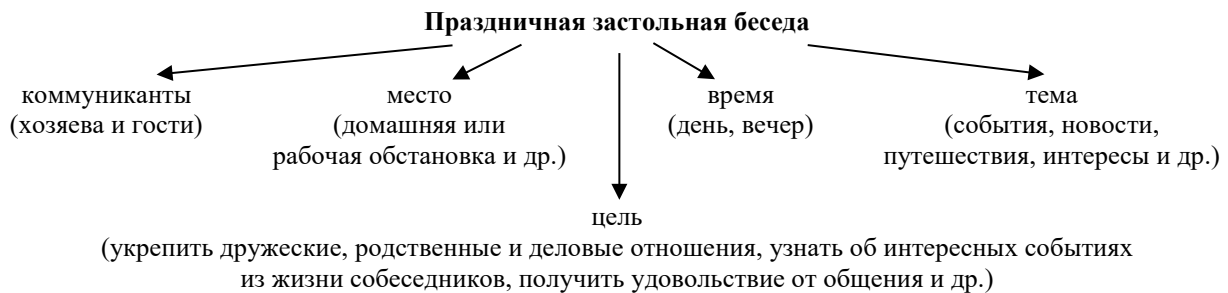 Праздничная застольная беседа
коммуниканты
(хозяева и гости)
место
(домашняя или
рабочая обстановка и др.)
время
(день, вечер)
тема
(события, новости,
путешествия, интересы и др.)
цель
(укрепить дружеские, родственные и деловые отношения, узнать об интересных событиях
из жизни собеседников, получить удовольствие от общения и др.)